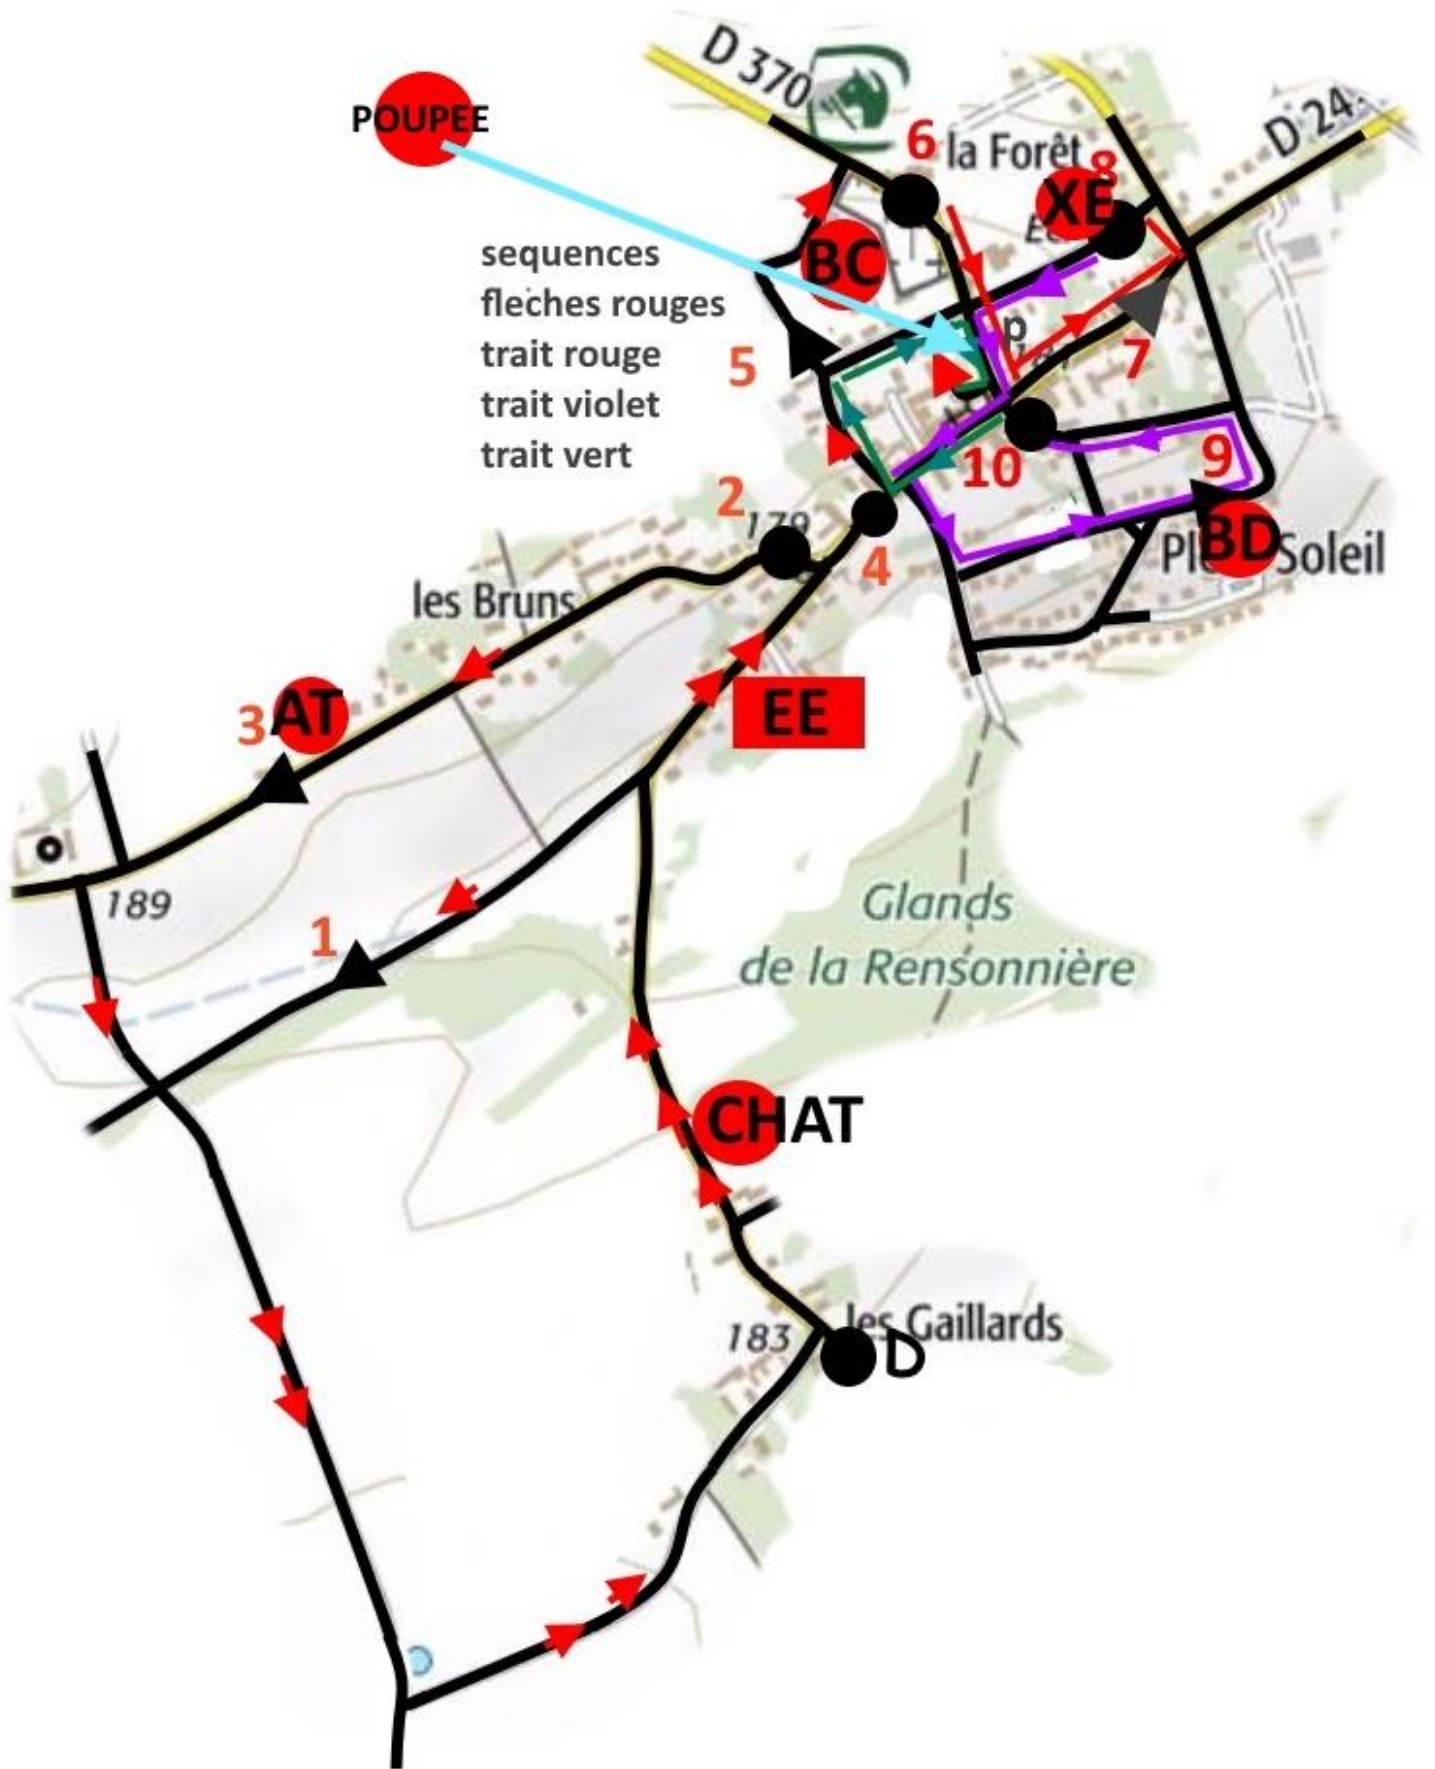 D 370
POUPEE
6
la Forêt
D 24
8
XE
BC
sequences
fleches rouges
trait rouge
trait violet
trait vert
p
5
7
9
10
2
179
4
BD
Soleil
les Bruns
3
AT
EE
189
1
Glands
de la Rensonnière
CHAT
les Gaillards
183
D